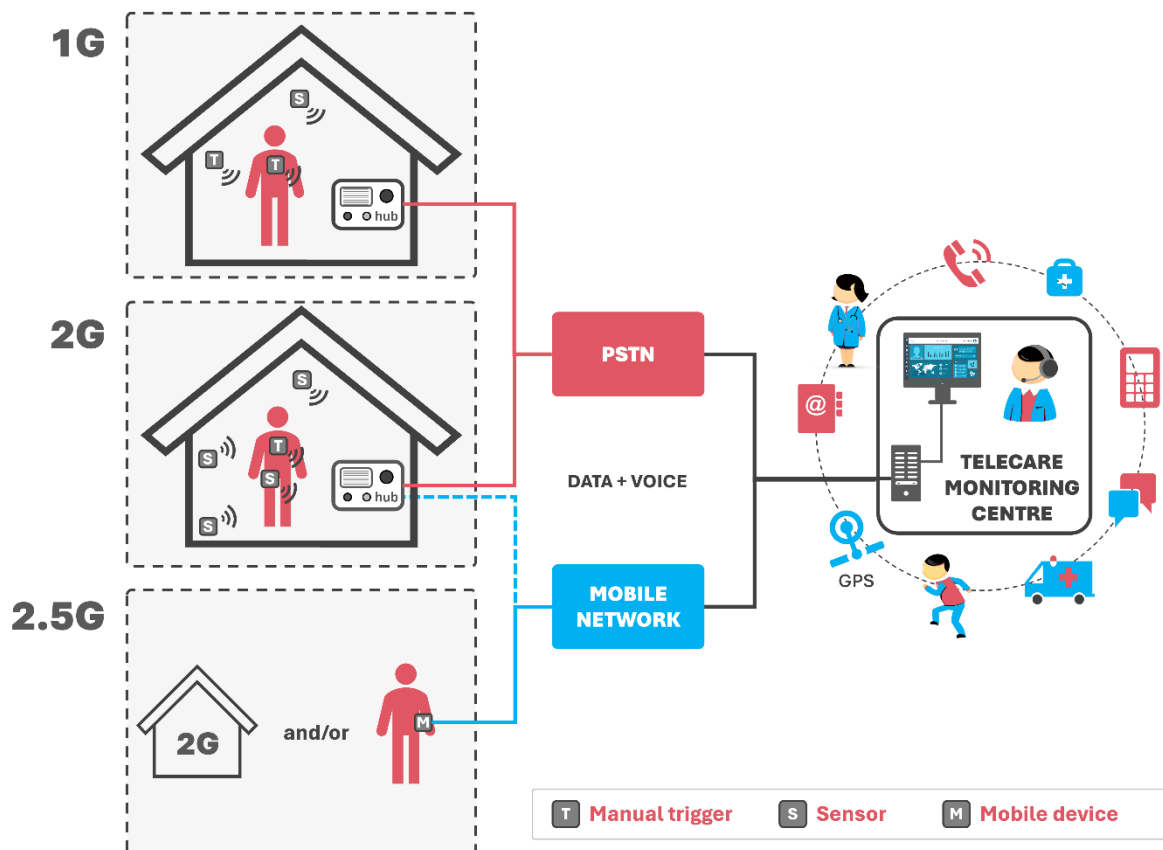 1G
S
T
T
hub
2G
S
S
T
S
S
hub
2.5G
2G
and/or
M
PSTN
DATA + VOICE
MOBILE
NETWORK
@
GPS
TELECARE
MONITORING
CENTRE
T Manual trigger S Sensor M Mobile device